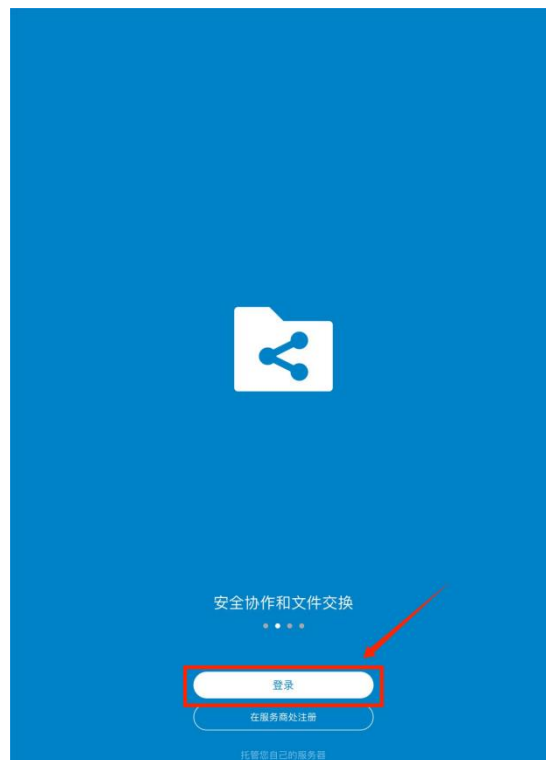 安全协作和文件交换
登录
在服务商处注册
托管您自己的服务器